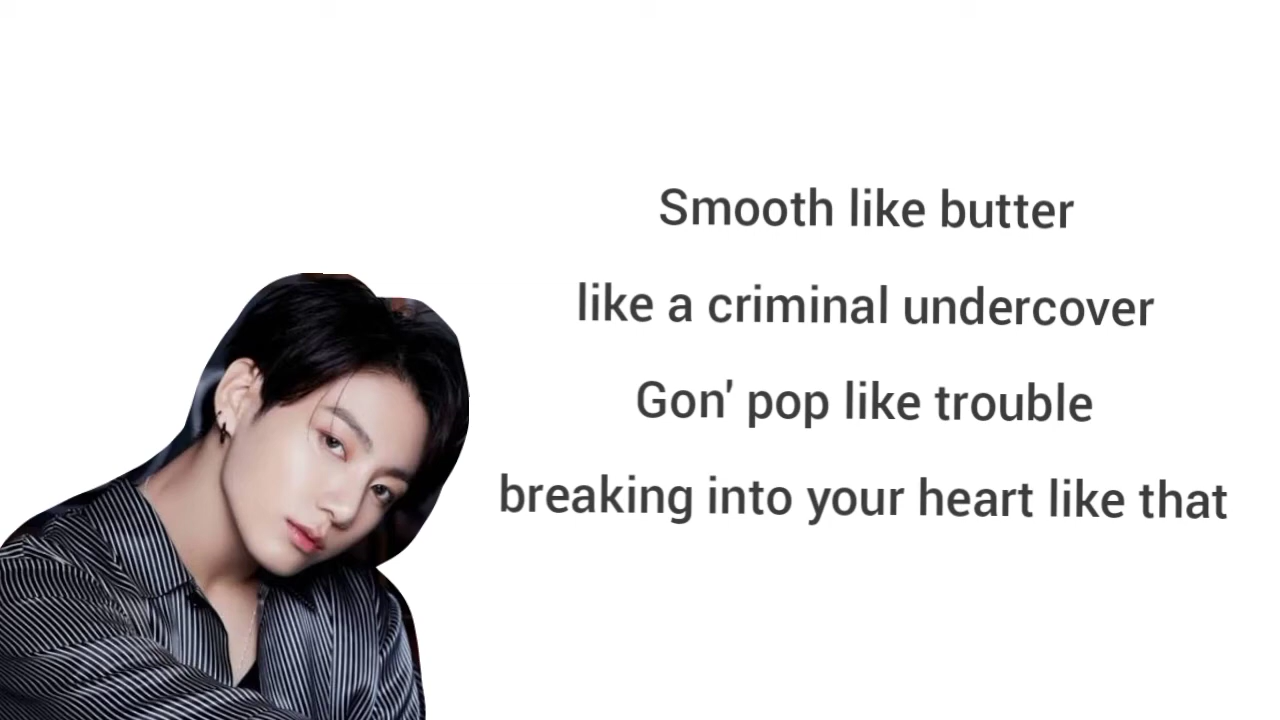 Smooth like butter
like a criminal undercover
Gon' pop like trouble
breaking into your heart like that